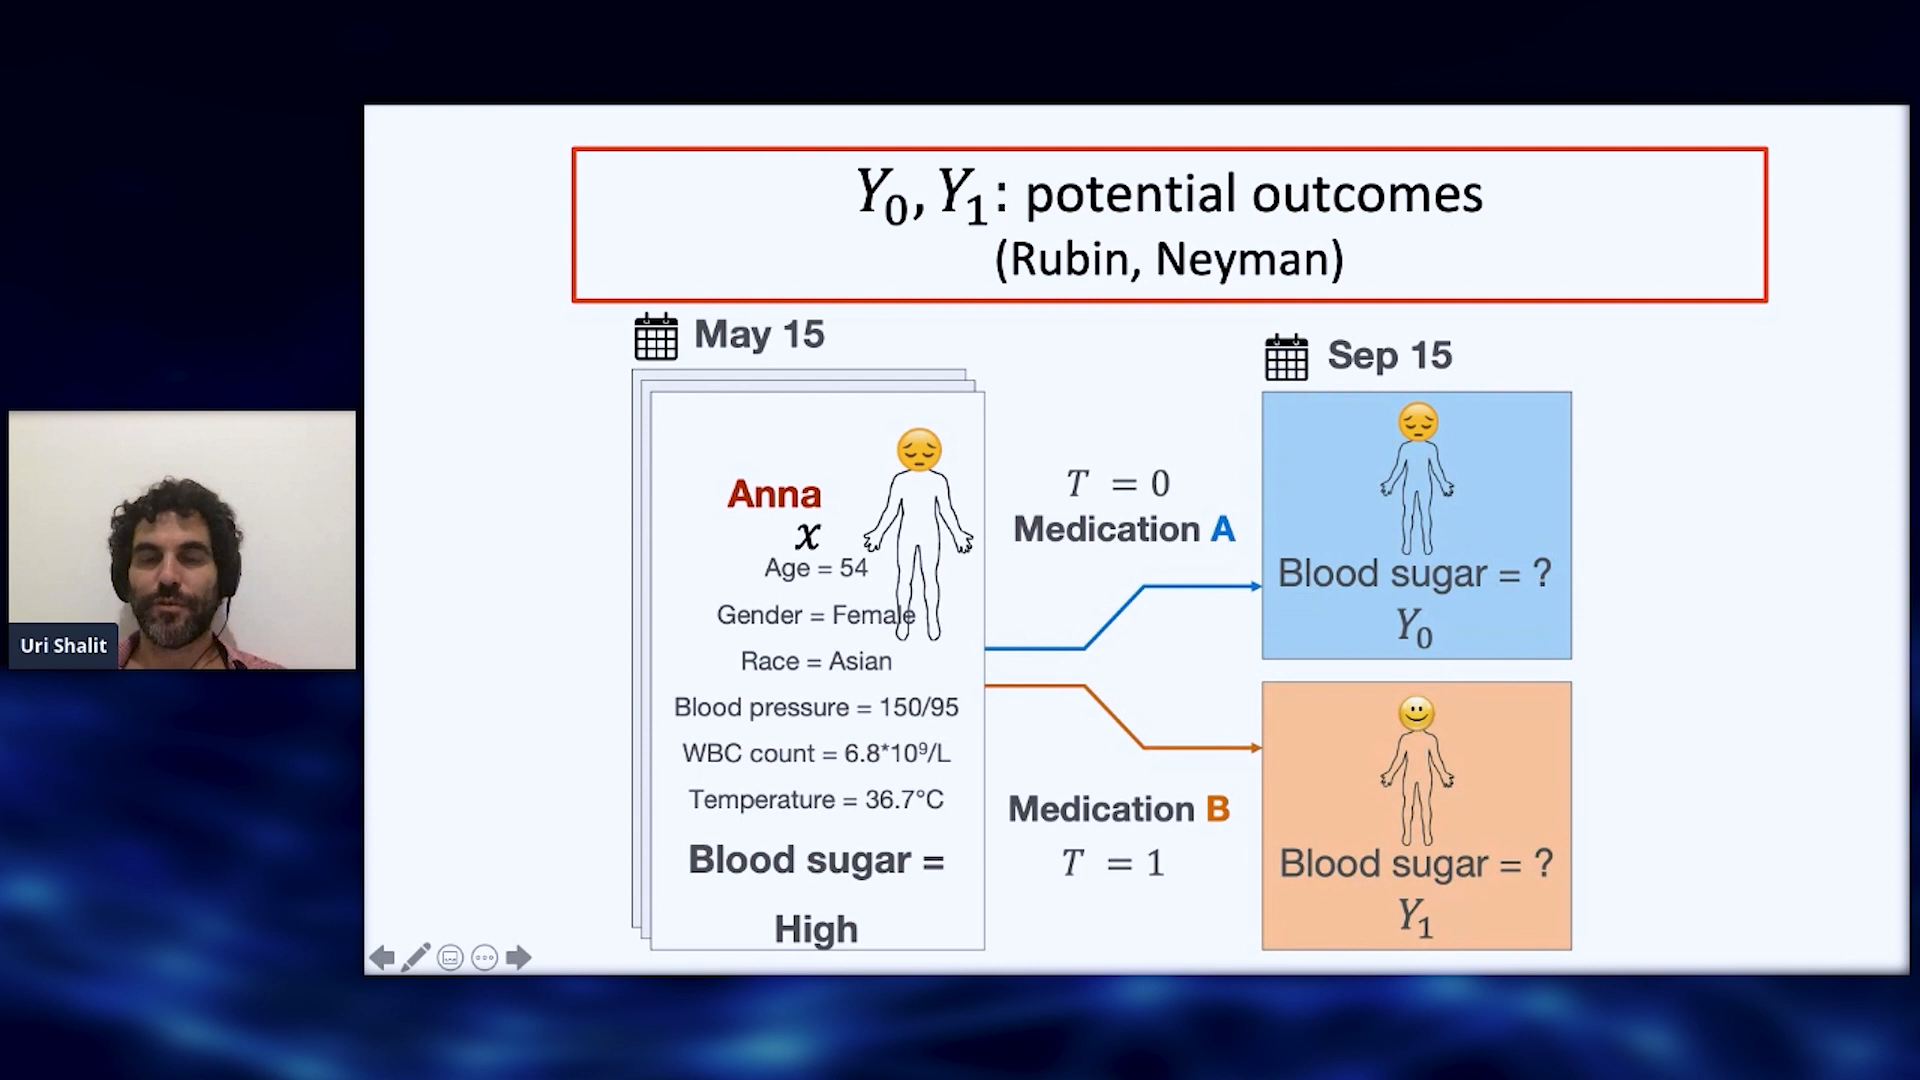 Y₀, Y₁: potential outcomes
(Rubin, Neyman)
May 15
Sep 15
Anna
x
Age = 54
Gender = Female
Race = Asian
Blood pressure = 150/95
WBC count = 6.8*10⁹/L
Temperature = 36.7°C
Blood sugar =
High
T = 0
Medication A
Medication B
T = 1
Blood sugar = ?
Y₀
Blood sugar = ?
Y₁
Uri Shalit